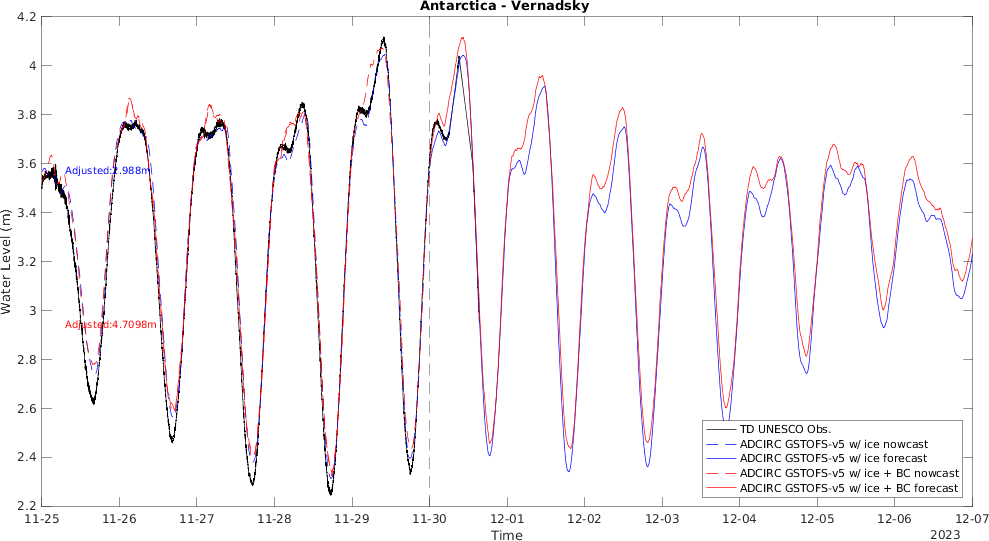 Antarctica - Vernadsky
4.2
4
3.8
3.6
3.4
3.2
3
2.8
2.6
2.4
2.2
Water Level (m)
Adjusted: .988m
Adjusted:4.7098m
TD UNESCO Obs.
ADCIRC GSTOFS-v5 w/ ice nowcast
ADCIRC GSTOFS-v5 w/ ice forecast
ADCIRC GSTOFS-v5 w/ ice + BC nowcast
ADCIRC GSTOFS-v5 w/ ice + BC forecast
11-25 11-26 11-27 11-28 11-29 11-30 12-01 12-02 12-03 12-04 12-05 12-06 12-07
Time
2023